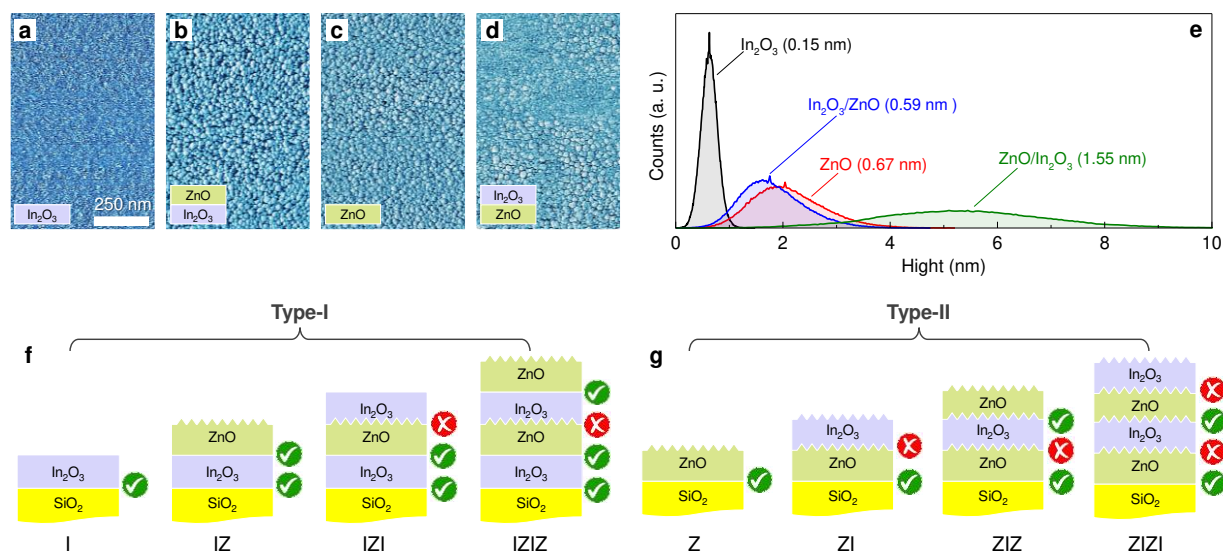 a
In₂O₃
250 nm
b
ZnO
In₂O₃
c
ZnO
d
In₂O₃
ZnO
e
In₂O₃ (0.15 nm)
In₂O₃/ZnO (0.59 nm )
ZnO (0.67 nm)
ZnO/In₂O₃ (1.55 nm)
Counts (a. u.)
0 2 4 6 8 10
Hight (nm)
f
Type-I
In₂O₃
SiO₂
I
ZnO
In₂O₃
SiO₂
IZ
In₂O₃
ZnO
In₂O₃
SiO₂
IZI
ZnO
In₂O₃
ZnO
In₂O₃
SiO₂
IZIZ
g
Type-II
ZnO
SiO₂
Z
In₂O₃
ZnO
SiO₂
ZI
ZnO
In₂O₃
ZnO
SiO₂
ZIZ
In₂O₃
ZnO
In₂O₃
ZnO
SiO₂
ZIZI